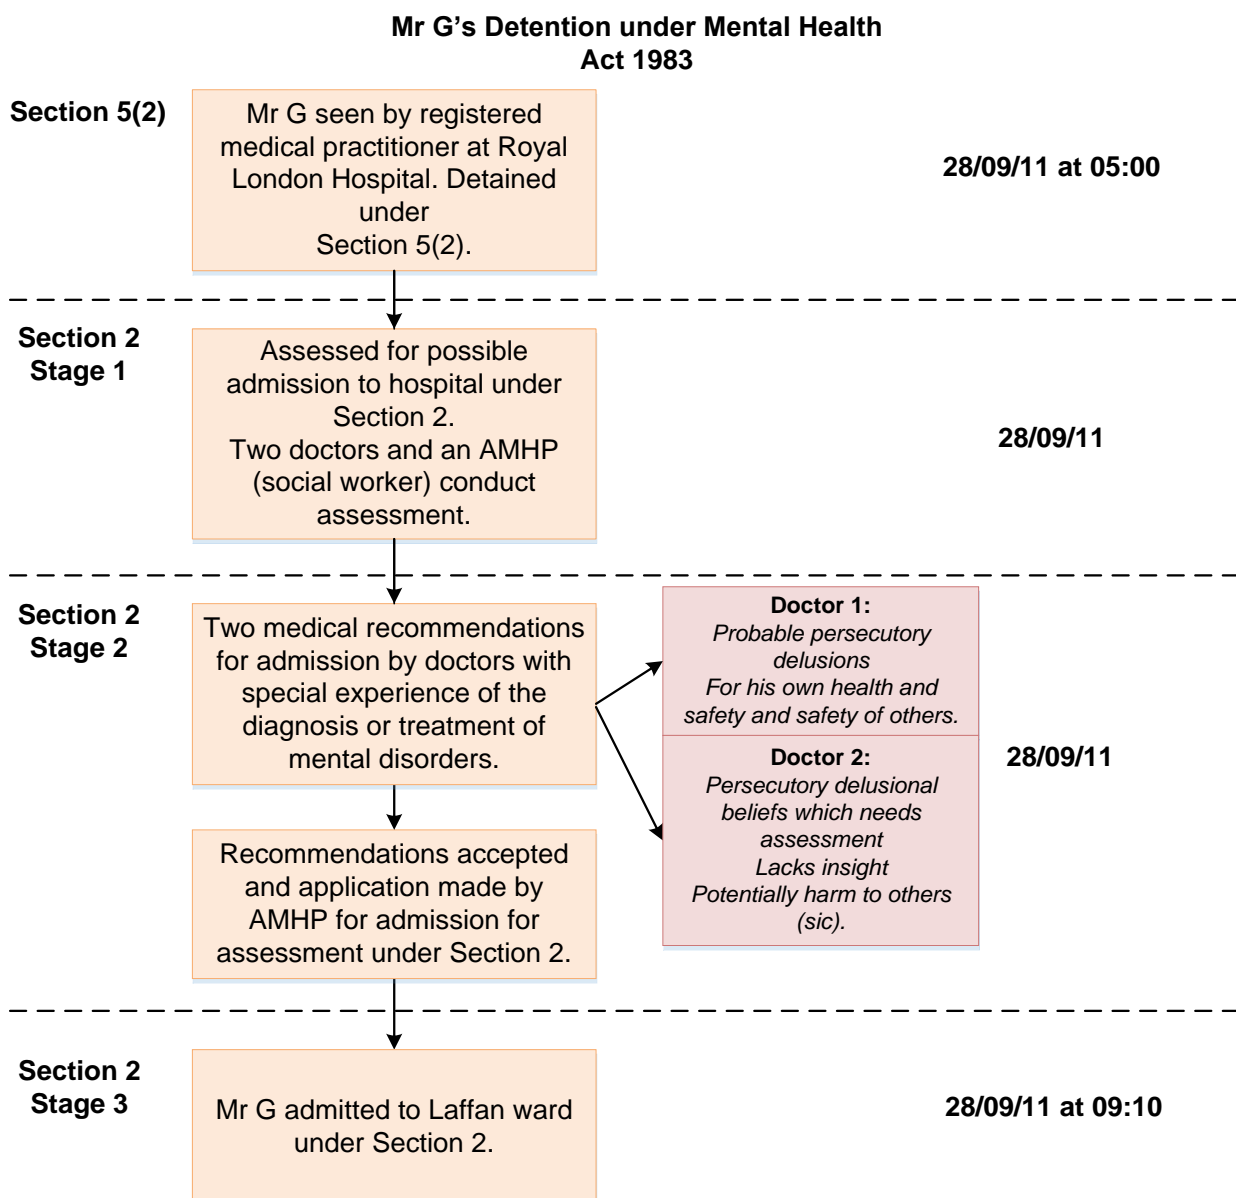 Mr G's Detention under Mental Health
Act 1983
Section 5(2)
Mr G seen by registered
medical practitioner at Royal
London Hospital. Detained
under
Section 5(2).
28/09/11 at 05:00
Section 2
Stage 1
Assessed for possible
admission to hospital under
Section 2.
Two doctors and an AMHP
(social worker) conduct
assessment.
28/09/11
Section 2
Stage 2
Two medical recommendations
for admission by doctors with
special experience of the
diagnosis or treatment of
mental disorders.
Doctor 1:
Probable persecutory
delusions
For his own health and
safety and safety of others.
Doctor 2:
Persecutory delusional
beliefs which needs
assessment
Lacks insight
Potentially harm to others
(sic).
28/09/11
Recommendations accepted
and application made by
AMHP for admission for
assessment under Section 2.
Section 2
Stage 3
Mr G admitted to Laffan ward
under Section 2.
28/09/11 at 09:10